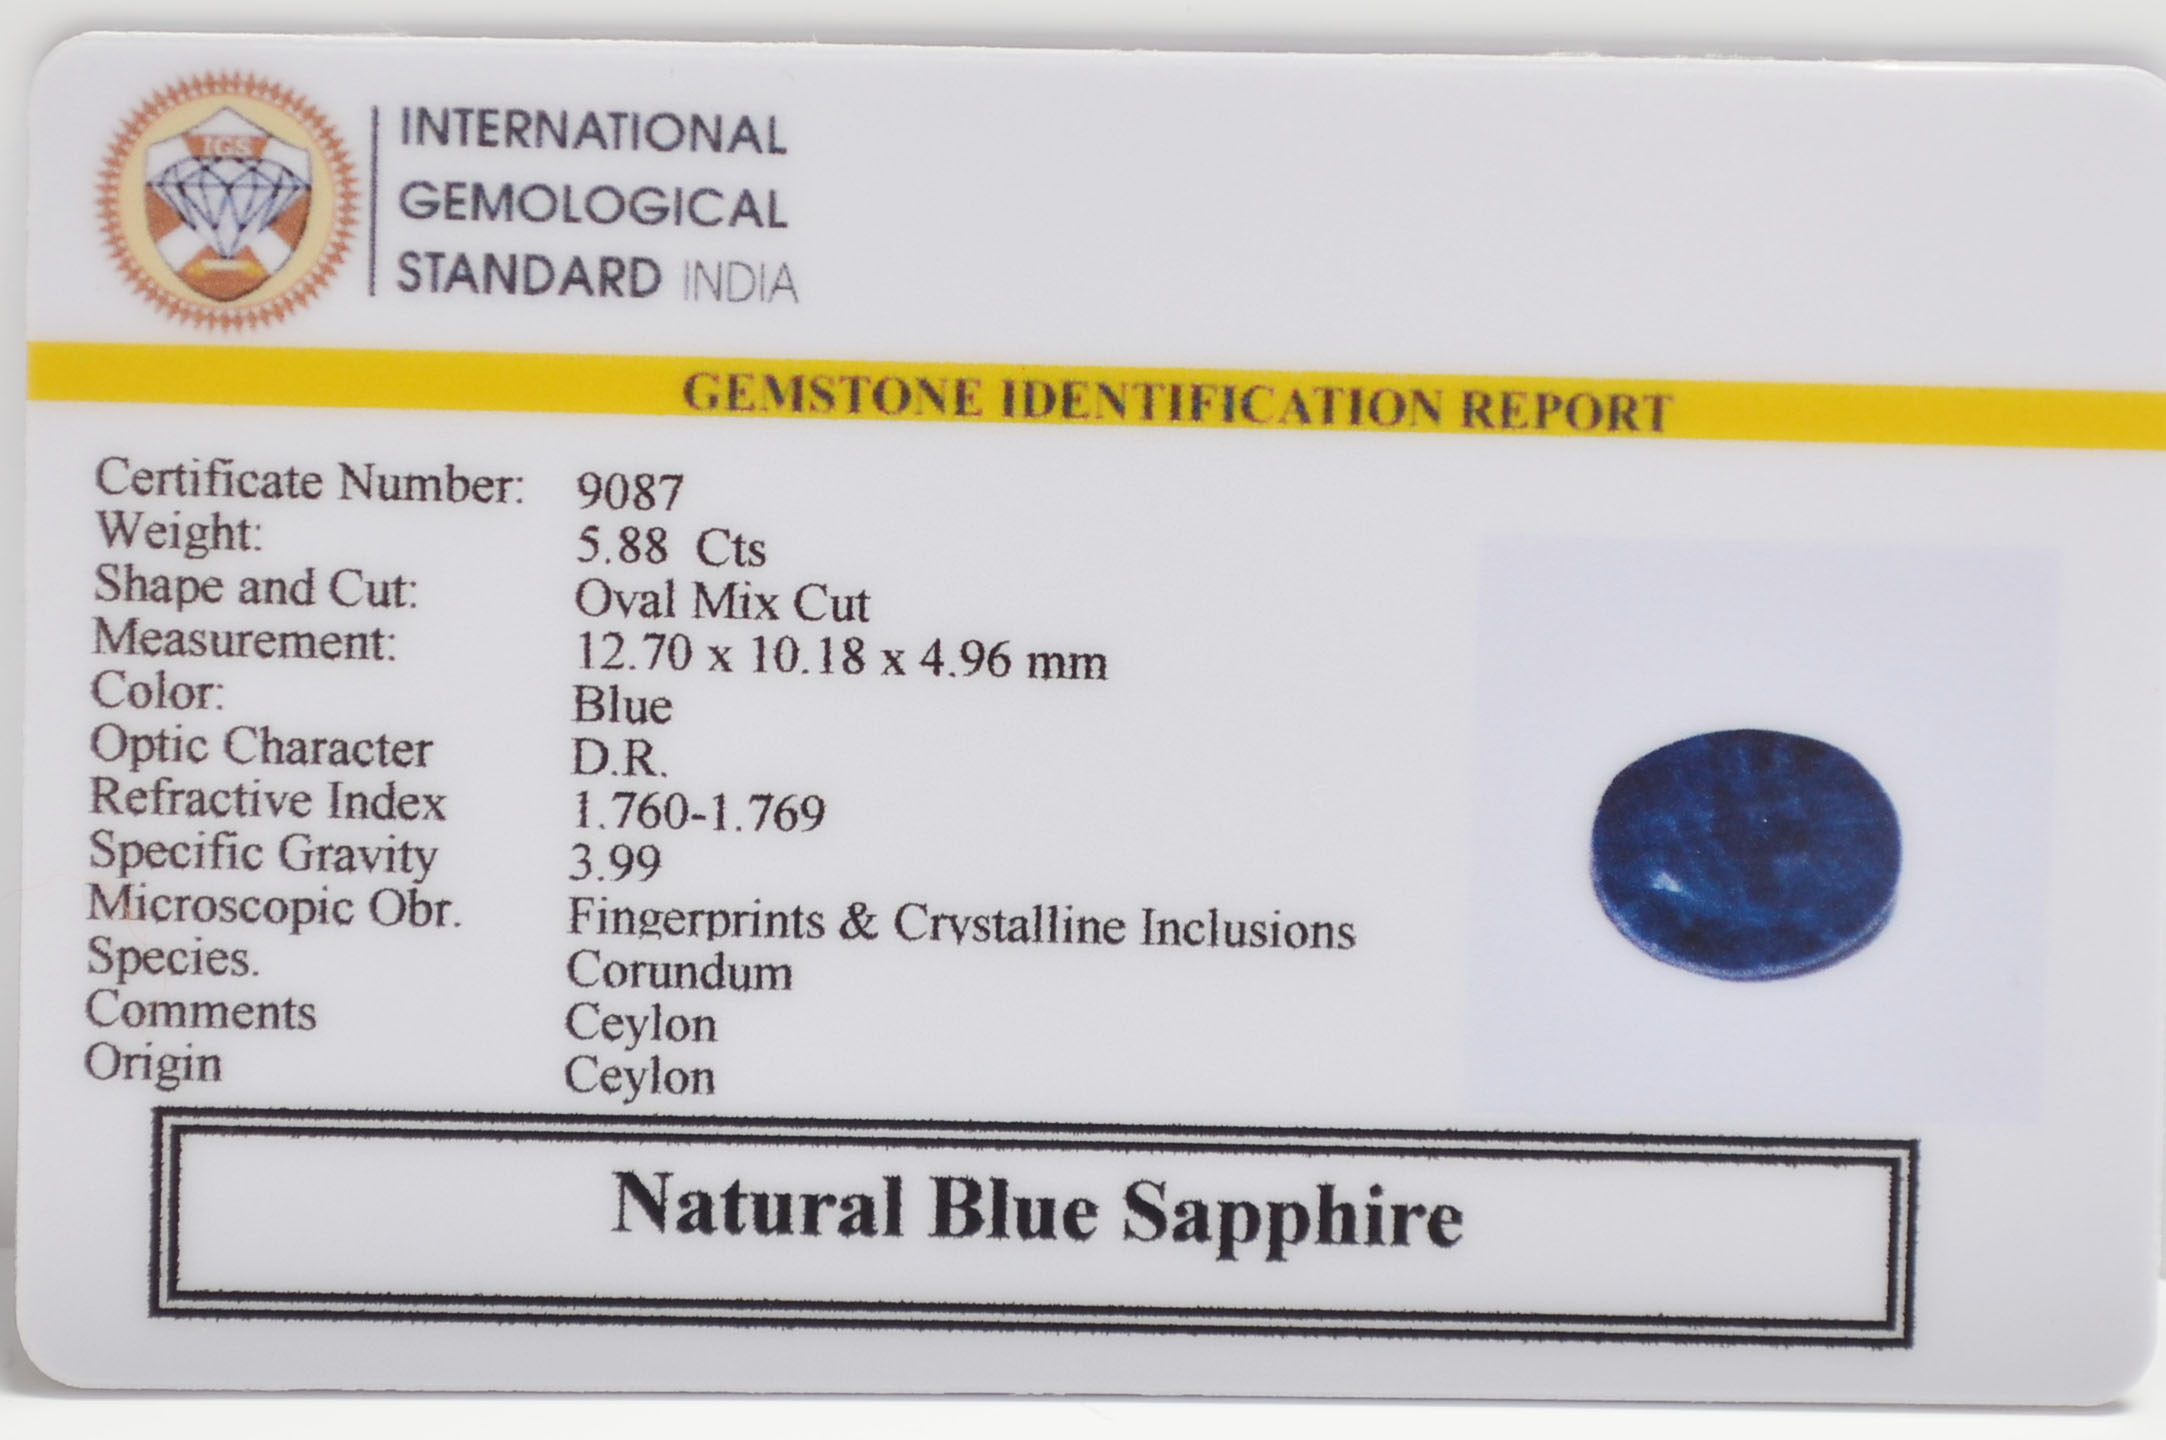 IGS
INTERNATIONAL
GEMOLOGICAL
STANDARD INDIA
GEMSTONE IDENTIFICATION REPORT
Certificate Number: 9087
Weight: 5.88 Cts
Shape and Cut: Oval Mix Cut
Measurement: 12.70 x 10.18 x 4.96 mm
Color: Blue
Optic Character D.R.
Refractive Index 1.760-1.769
Specific Gravity 3.99
Microscopic Obr. Fingerprints & Crystalline Inclusions
Species. Corundum
Comments Ceylon
Origin Ceylon
Natural Blue Sapphire